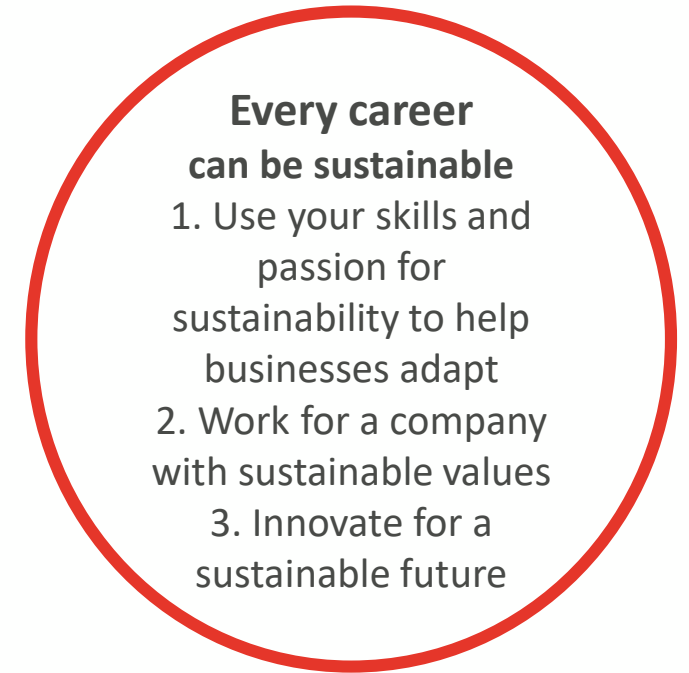 Every career
can be sustainable
1. Use your skills and
passion for
sustainability to help
businesses adapt
2. Work for a company
with sustainable values
3. Innovate for a
sustainable future